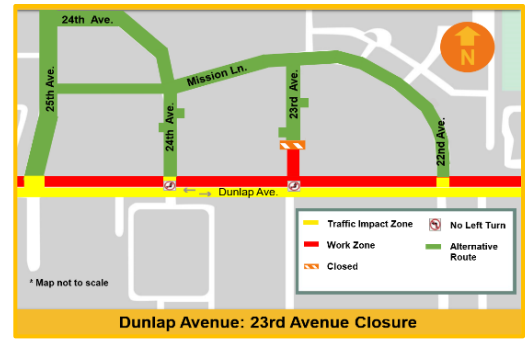 24th Ave.
N
25th Ave.
Mission Ln.
24th Ave.
23rd Ave.
22nd Ave.
Dunlap Ave.
Traffic Impact Zone
No Left Turn
Work Zone
Alternative
Route
Closed
* Map not to scale
Dunlap Avenue: 23rd Avenue Closure